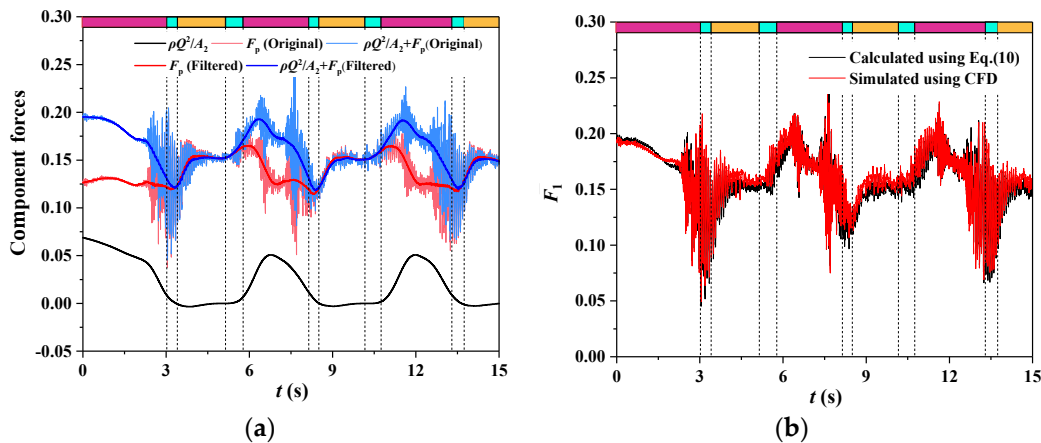 ρQ²/A₂ Fₚ (Original) ρQ²/A₂+Fₚ(Original)
Fₚ (Filtered) ρQ²/A₂+Fₚ(Filtered)
Component forces
0.30
0.25
0.20
0.15
0.10
0.05
0.00
-0.05
0 3 6 9 12 15
t (s)
(a)
Calculated using Eq.(10)
Simulated using CFD
F₁
0.30
0.25
0.20
0.15
0.10
0.05
0.00
0 3 6 9 12 15
t (s)
(b)